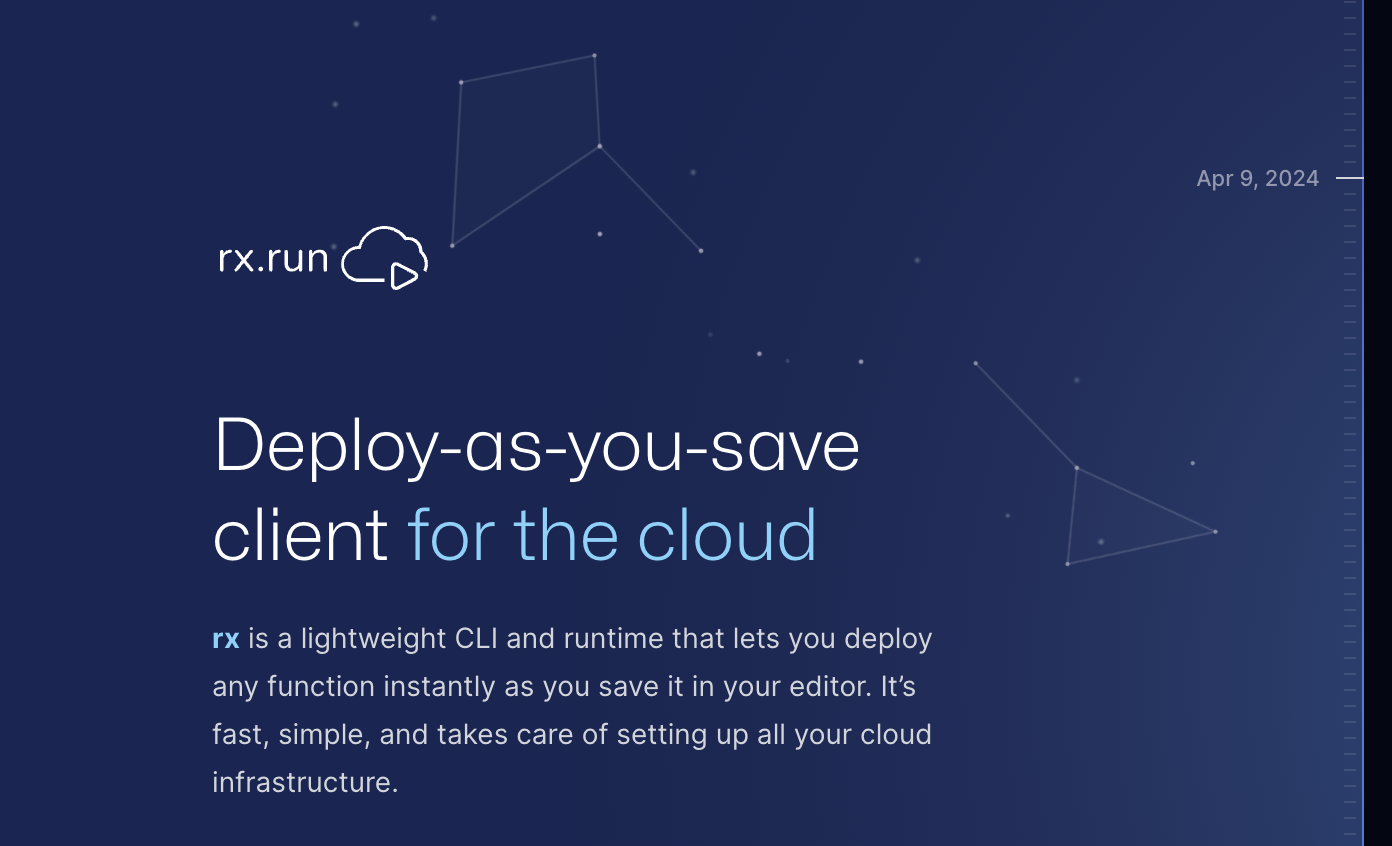 Apr 9, 2024
rx.run
Deploy-as-you-save
client for the cloud
rx is a lightweight CLI and runtime that lets you deploy
any function instantly as you save it in your editor. It’s
fast, simple, and takes care of setting up all your cloud
infrastructure.